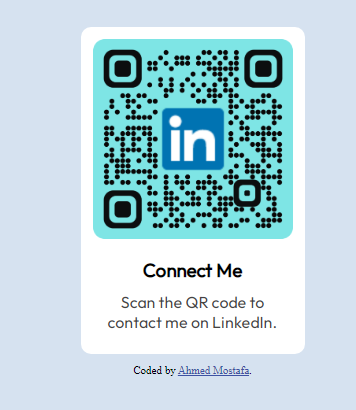 in
Connect Me
Scan the QR code to
contact me on LinkedIn.
Coded by Ahmed Mostafa.